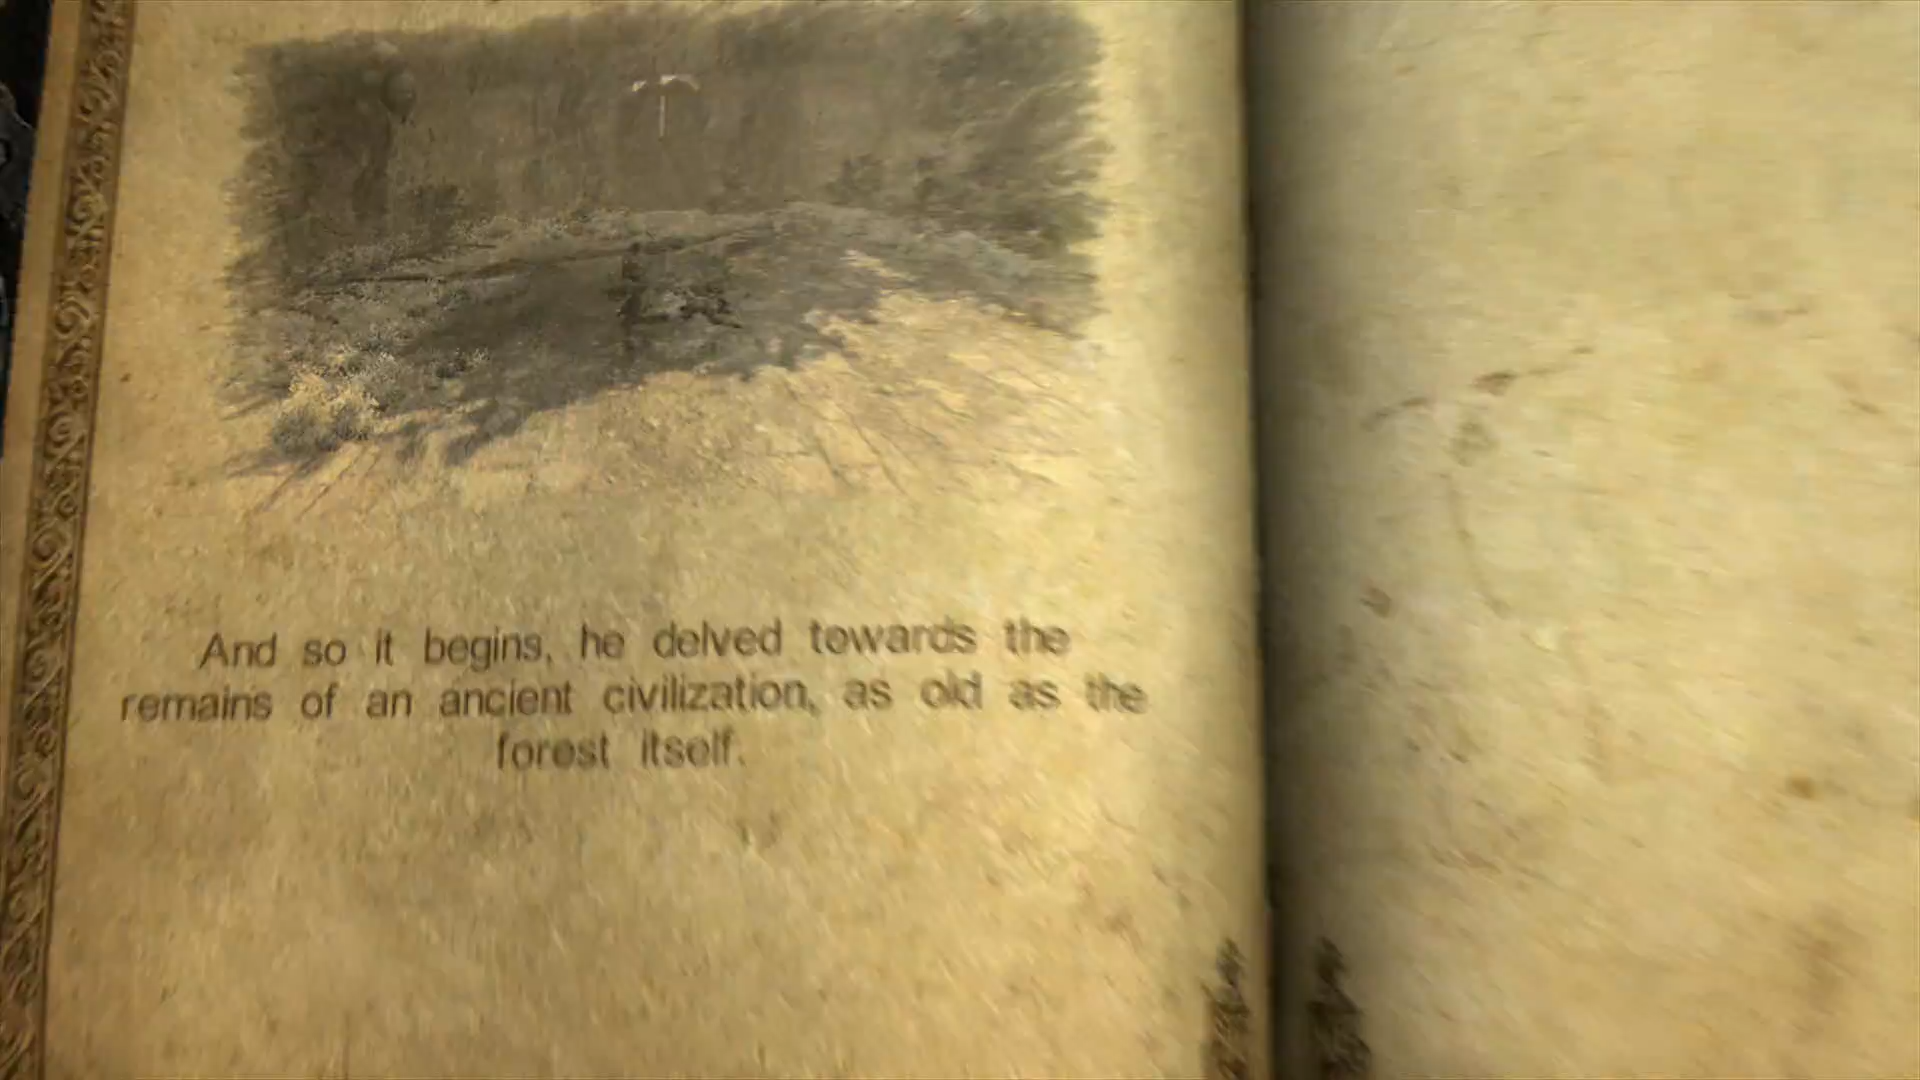 And so it begins, he delved towards the
remains of an ancient civilization, as old as the
forest itself.